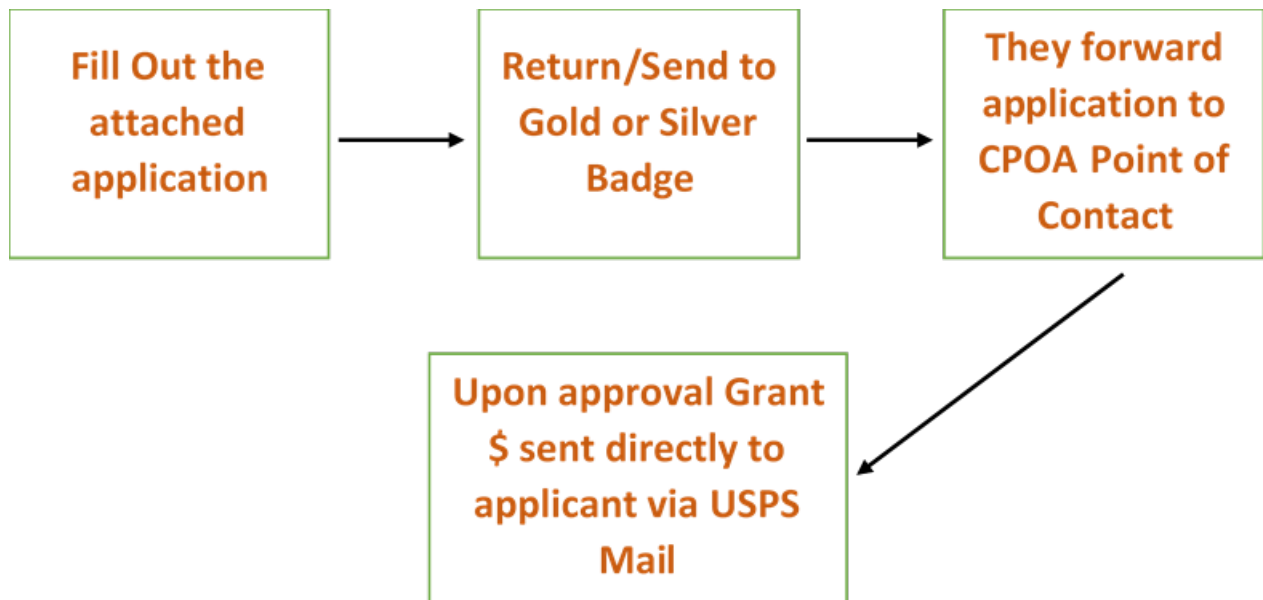 Fill Out the
attached
application
Return/Send to
Gold or Silver
Badge
They forward
application to
CPOA Point of
Contact
Upon approval Grant
$ sent directly to
applicant via USPS
Mail